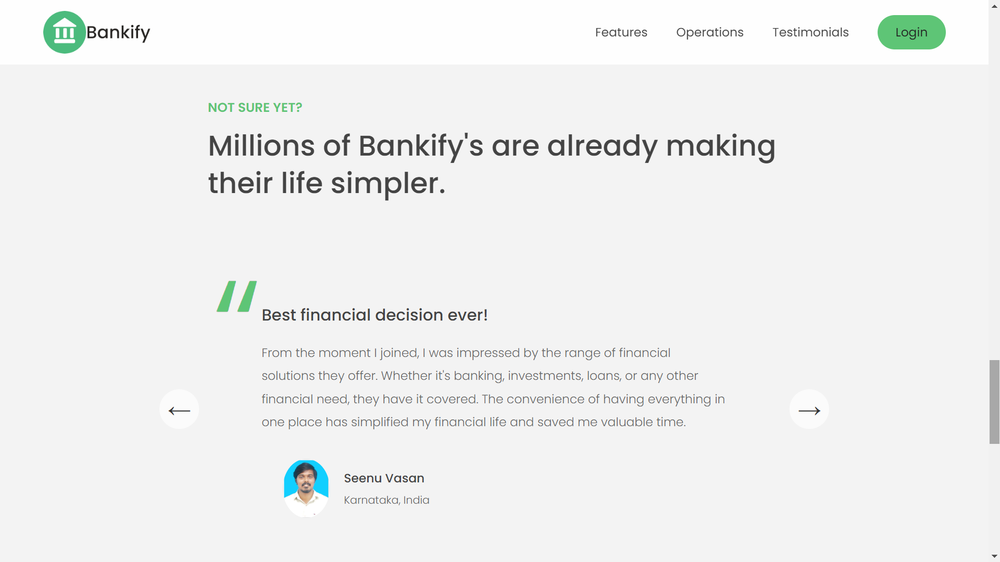 Bankify
Features
Operations
Testimonials
Login
NOT SURE YET?
Millions of Bankify's are already making
their life simpler.
Best financial decision ever!
From the moment I joined, I was impressed by the range of financial
solutions they offer. Whether it's banking, investments, loans, or any other
financial need, they have it covered. The convenience of having everything in
one place has simplified my financial life and saved me valuable time.
Seenu Vasan
Karnataka, India